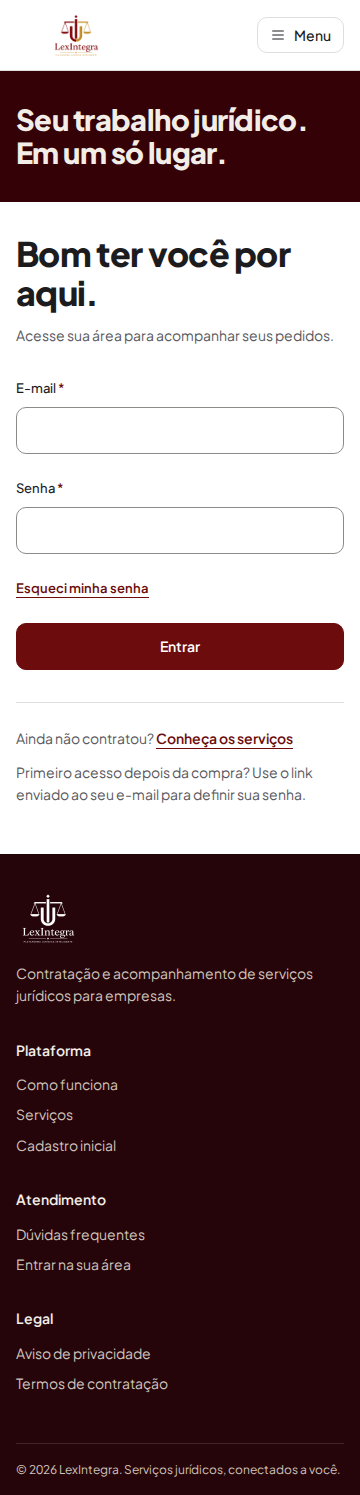 LexIntegra
Menu
Seu trabalho jurídico.
Em um só lugar.
Bom ter você por
aqui.
Acesse sua área para acompanhar seus pedidos.
E-mail *
Senha *
Esqueci minha senha
Entrar
Ainda não contratou? Conheça os serviços
Primeiro acesso depois da compra? Use o link
enviado ao seu e-mail para definir sua senha.
LexIntegra
Contratação e acompanhamento de serviços
jurídicos para empresas.
Plataforma
Como funciona
Serviços
Cadastro inicial
Atendimento
Dúvidas frequentes
Entrar na sua área
Legal
Aviso de privacidade
Termos de contratação
© 2026 LexIntegra. Serviços jurídicos, conectados a você.